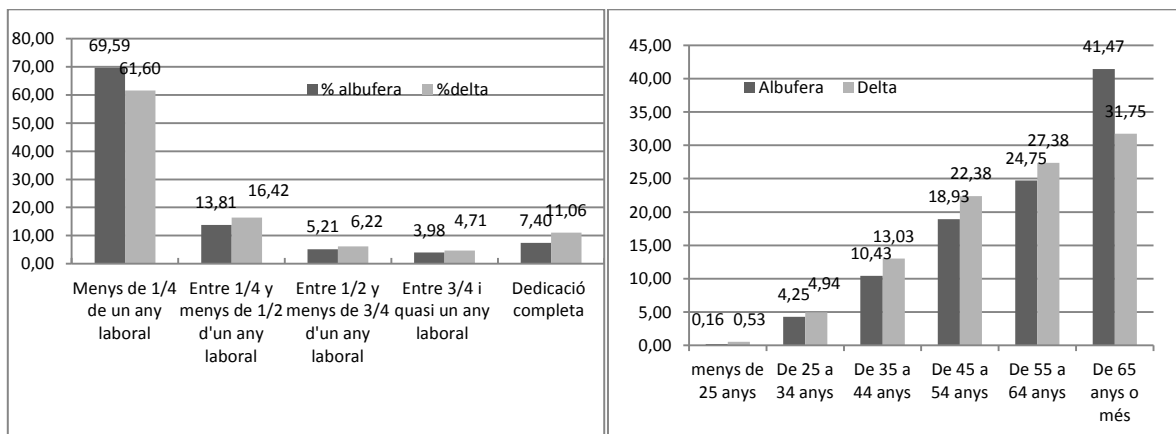 80,00
70,00
60,00
50,00
40,00
30,00
20,00
10,00
0,00
69,59
61,60
% albufera %delta
13,81 16,42
5,21 6,22
3,98 4,71
7,40 11,06
Menys de 1/4
de un any
laboral
Entre 1/4 y
menys de 1/2
d'un any
laboral
Entre 1/2 y
menys de 3/4
d'un any
laboral
Entre 3/4 i
quasi un any
laboral
Dedicació
completa
45,00
40,00
35,00
30,00
25,00
20,00
15,00
10,00
5,00
0,00
Albufera Delta
0,16 0,53
4,25 4,94
10,43 13,03
18,93 22,38
24,75 27,38
41,47
31,75
menys de
25 anys
De 25 a
34 anys
De 35 a
44 anys
De 45 a
54 anys
De 55 a
64 anys
De 65
anys o
més